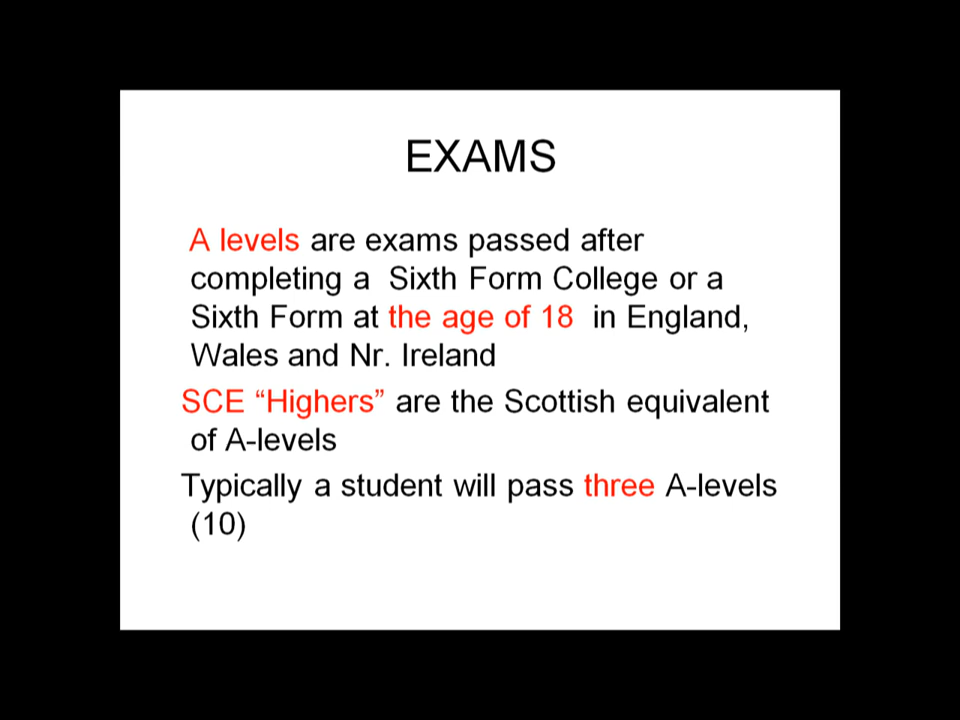 EXAMS
A levels are exams passed after
completing a  Sixth Form College or a
Sixth Form at the age of 18  in England,
Wales and Nr. Ireland
SCE “Highers” are the Scottish equivalent
of A-levels
Typically a student will pass three A-levels
(10)